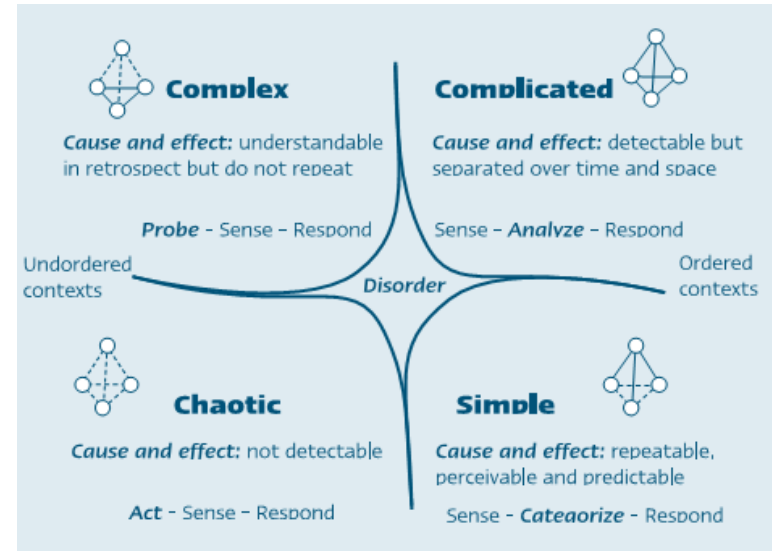 Complex
Cause and effect: understandable
in retrospect but do not repeat
Probe – Sense – Respond
Complicated
Cause and effect: detectable but
separated over time and space
Sense – Analyze – Respond
Undordered
contexts
Disorder
Ordered
contexts
Chaotic
Cause and effect: not detectable
Act – Sense – Respond
Simple
Cause and effect: repeatable,
perceivable and predictable
Sense – Categorize – Respond